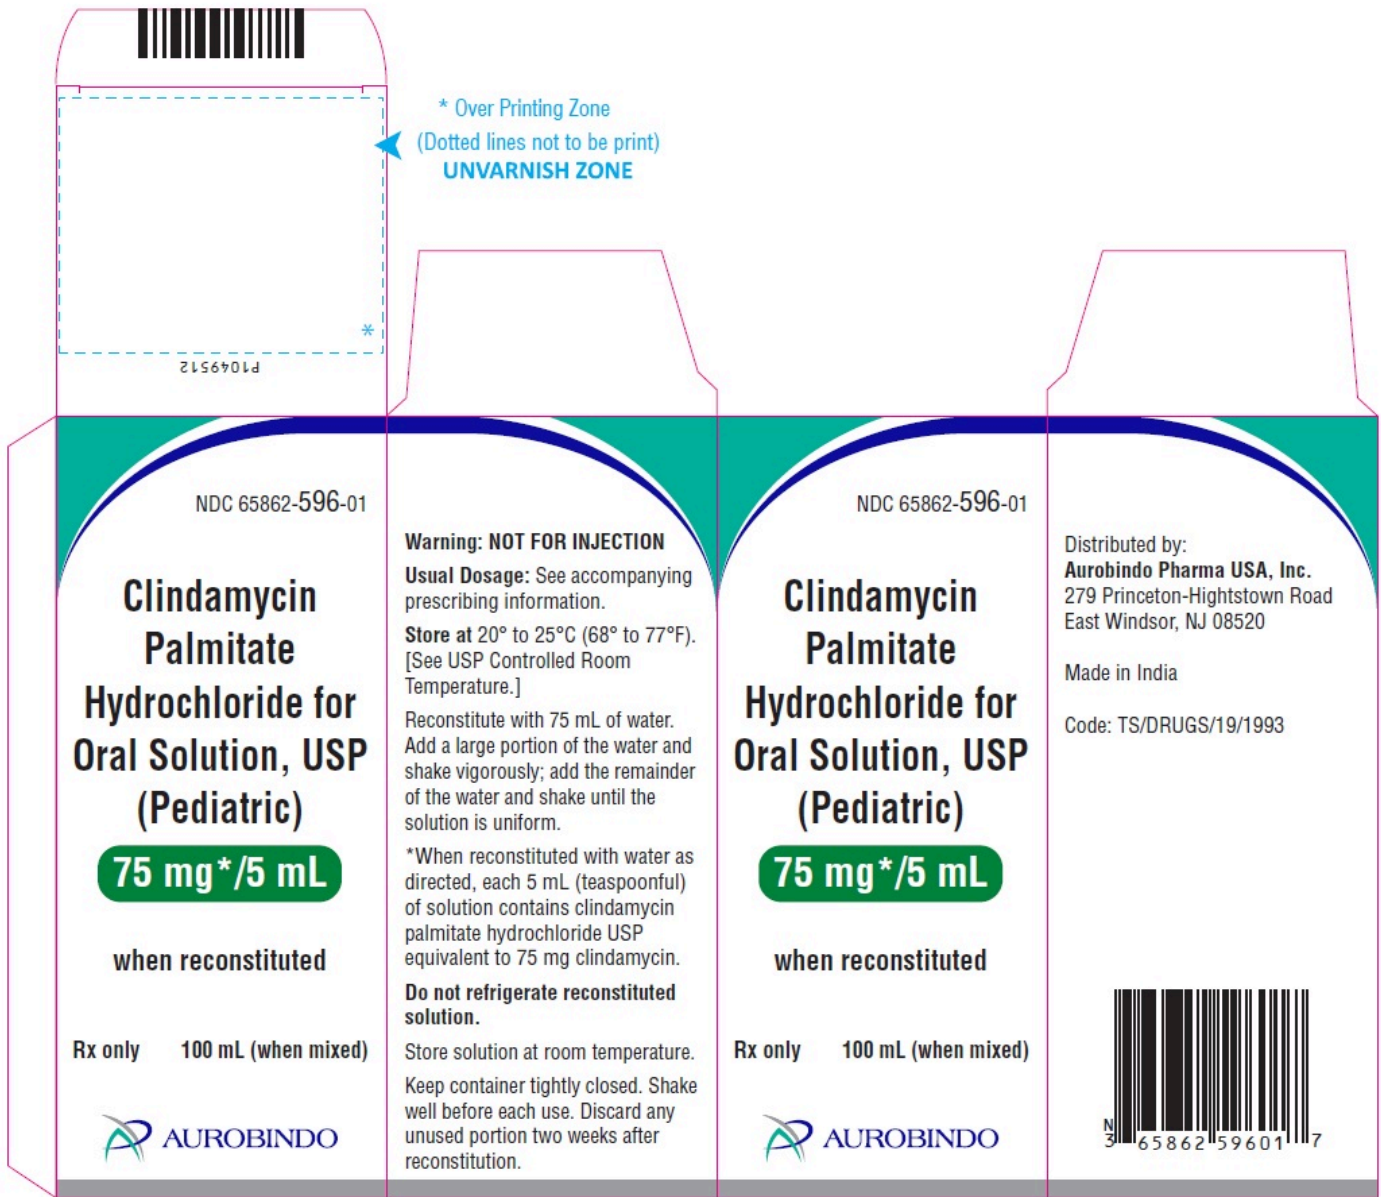 * Over Printing Zone
(Dotted lines not to be print)
UNVARNISH ZONE
*
P1049512
NDC 65862-596-01
Clindamycin
Palmitate
Hydrochloride for
Oral Solution, USP
(Pediatric)
75 mg*/5 mL
when reconstituted
Rx only 100 mL (when mixed)
AUROBINDO
Warning: NOT FOR INJECTION
Usual Dosage: See accompanying
prescribing information.
Store at 20° to 25°C (68° to 77°F).
[See USP Controlled Room
Temperature.]
Reconstitute with 75 mL of water.
Add a large portion of the water and
shake vigorously; add the remainder
of the water and shake until the
solution is uniform.
*When reconstituted with water as
directed, each 5 mL (teaspoonful)
of solution contains clindamycin
palmitate hydrochloride USP
equivalent to 75 mg clindamycin.
Do not refrigerate reconstituted
solution.
Store solution at room temperature.
Keep container tightly closed. Shake
well before each use. Discard any
unused portion two weeks after
reconstitution.
NDC 65862-596-01
Clindamycin
Palmitate
Hydrochloride for
Oral Solution, USP
(Pediatric)
75 mg*/5 mL
when reconstituted
Rx only 100 mL (when mixed)
AUROBINDO
Distributed by:
Aurobindo Pharma USA, Inc.
279 Princeton-Hightstown Road
East Windsor, NJ 08520
Made in India
Code: TS/DRUGS/19/1993
N
3 65862 59601 7